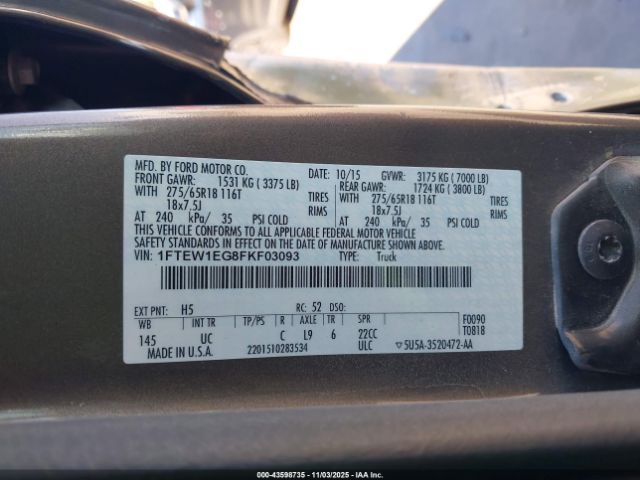 MFD. BY FORD MOTOR CO. 10/15 GVWR: 3175 KG ( 7000 LB)
FRONT GAWR: 1531 KG ( 3375 LB) REAR GAWR: 1724 KG ( 3800 LB)
WITH 275/65R18 116T TIRES WITH 275/65R18 116T TIRES
18x7.5J RIMS 18x7.5J RIMS
AT 240 kPa/ 35 PSI COLD AT 240 kPa/ 35 PSI COLD
THIS VEHICLE CONFORMS TO ALL APPLICABLE FEDERAL MOTOR VEHICLE
SAFETY STANDARDS IN EFFECT ON THE DATE OF MANUFACTURE SHOWN ABOVE.
VIN: 1FTEW1EG8FKF03093 TYPE: Truck
EXT PNT: H5 RC: 52 DSO: F0090
WB INT TR TP/PS R AXLE TR SPR T0818
145 UC C L9 6 22CC
MADE IN U.S.A. 2201510283534 ULC ▽5U5A-3520472-AA
000-43598735 - 11/03/2025 - IAAI.com